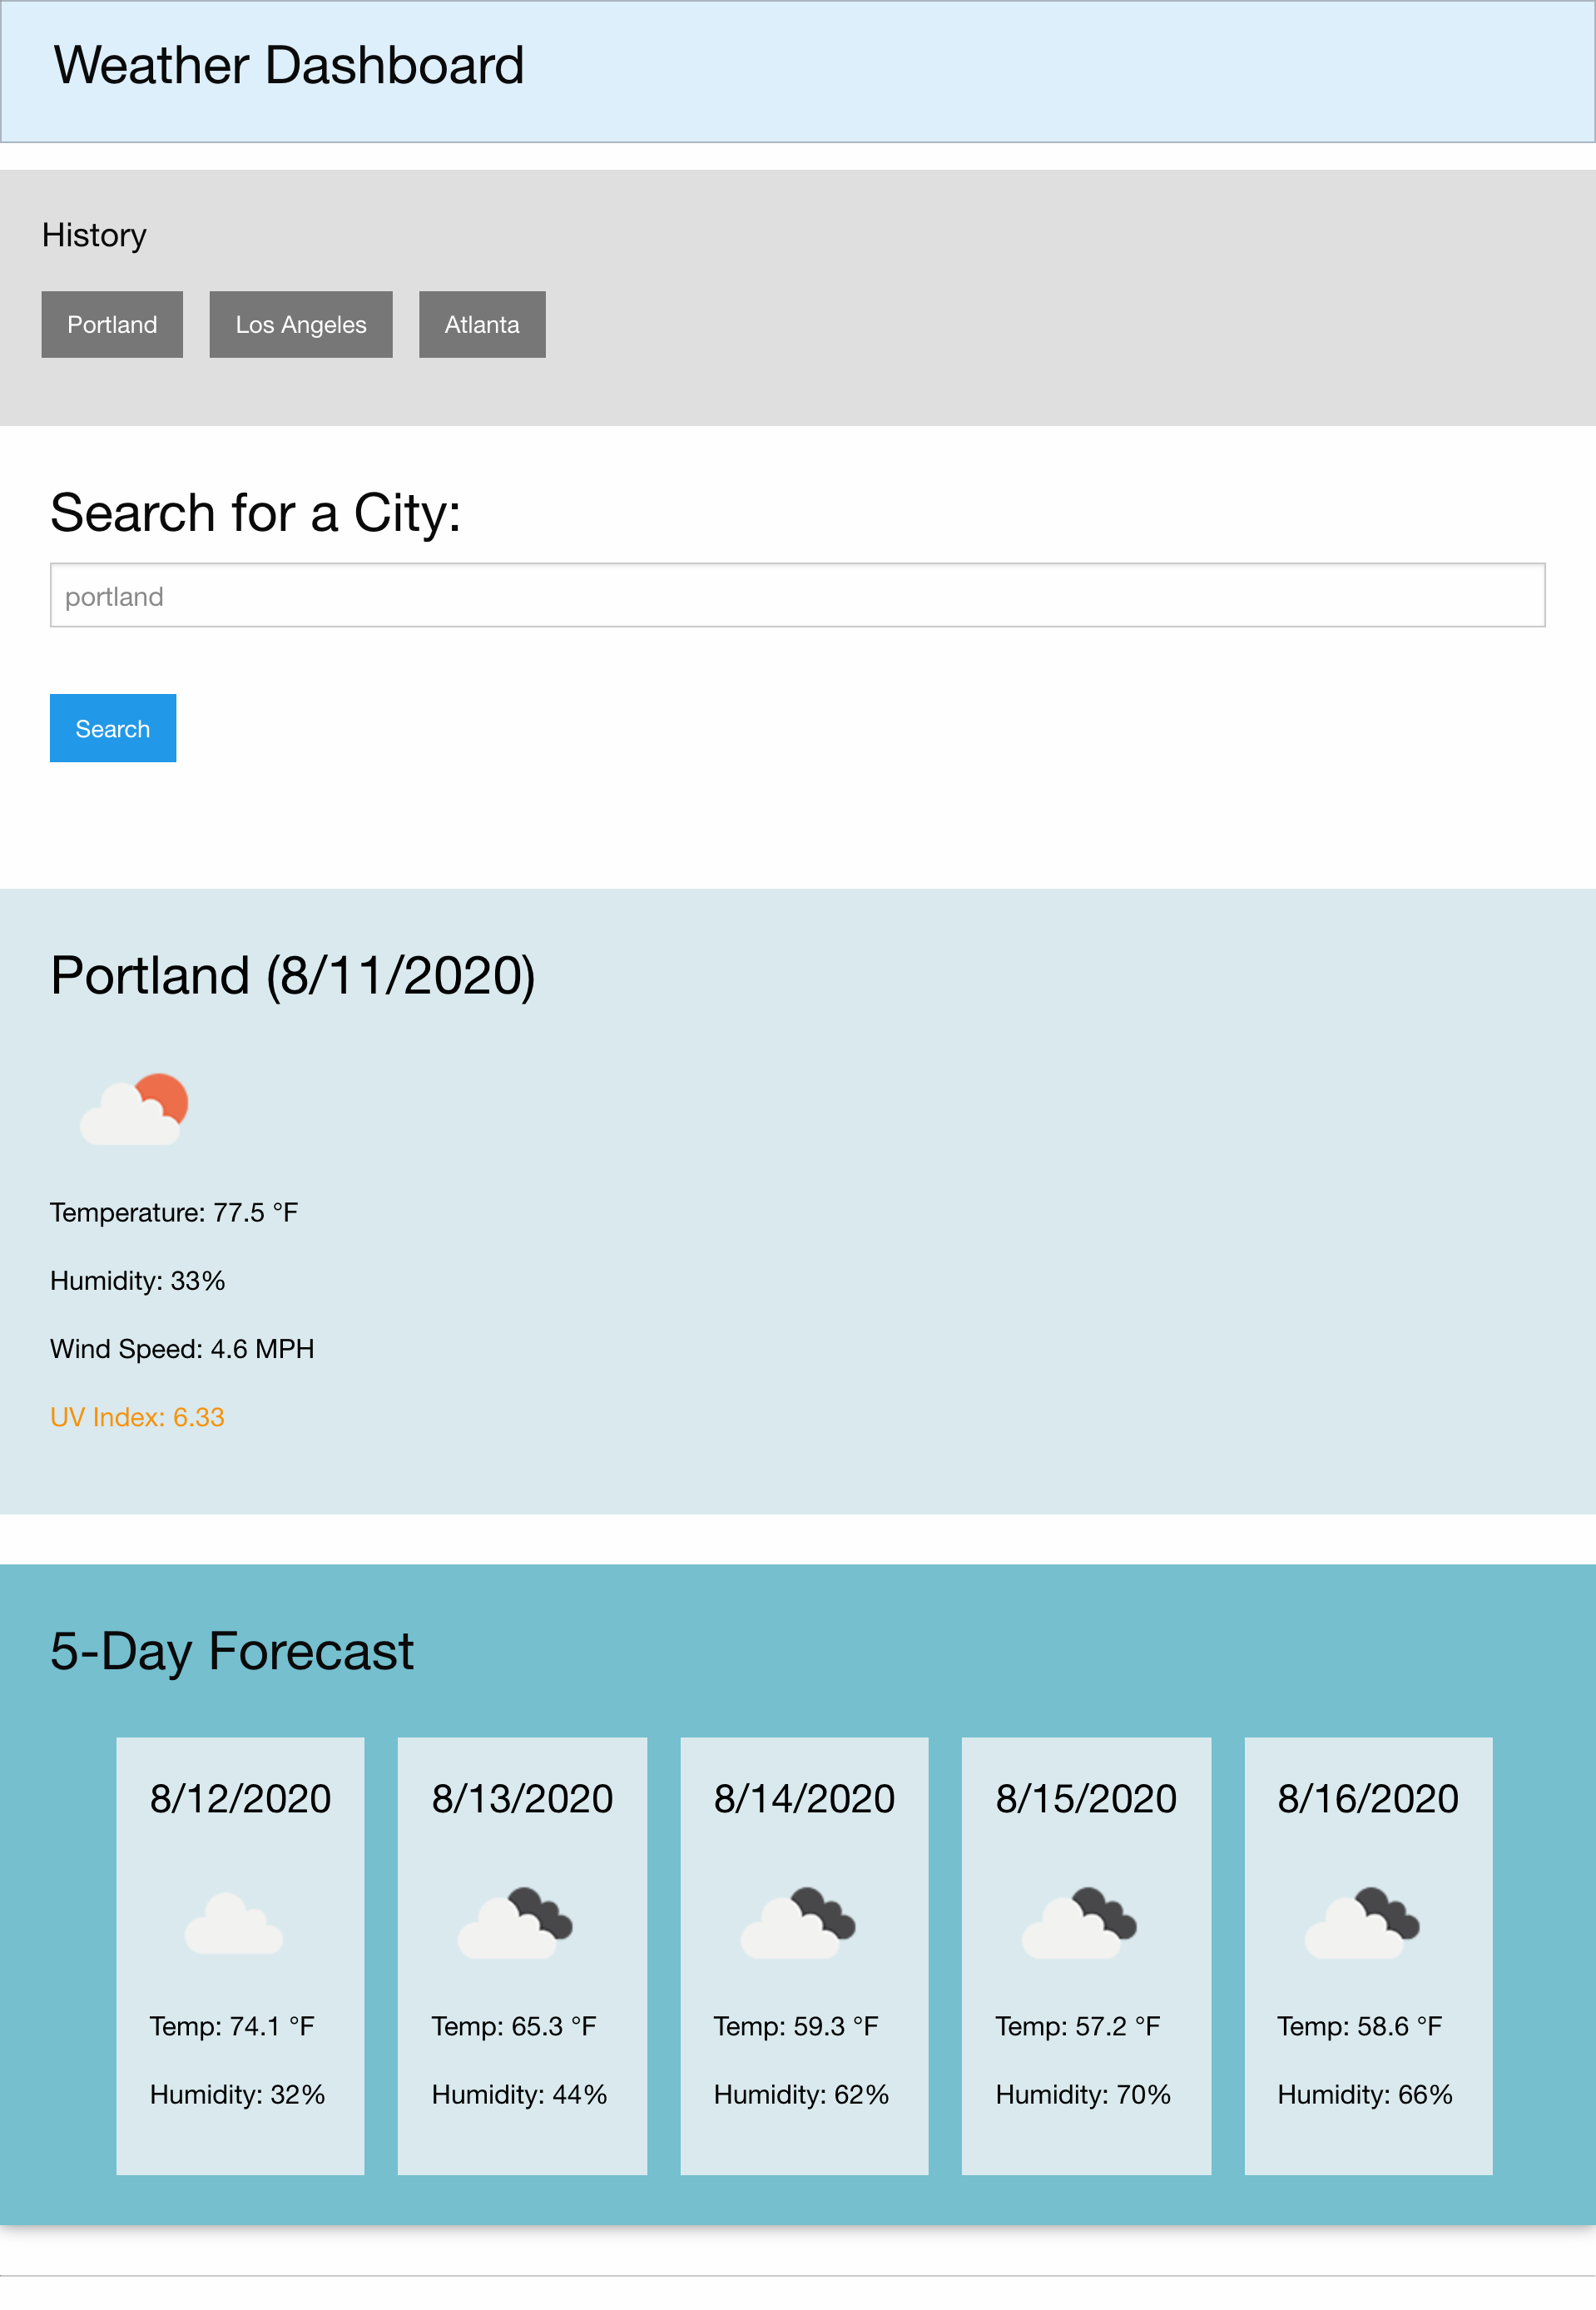 Weather Dashboard
History
Portland Los Angeles Atlanta
Search for a City:
portland
Search
Portland (8/11/2020)
Temperature: 77.5 °F
Humidity: 33%
Wind Speed: 4.6 MPH
UV Index: 6.33
5-Day Forecast
8/12/2020 8/13/2020 8/14/2020 8/15/2020 8/16/2020
Temp: 74.1 °F Temp: 65.3 °F Temp: 59.3 °F Temp: 57.2 °F Temp: 58.6 °F
Humidity: 32% Humidity: 44% Humidity: 62% Humidity: 70% Humidity: 66%